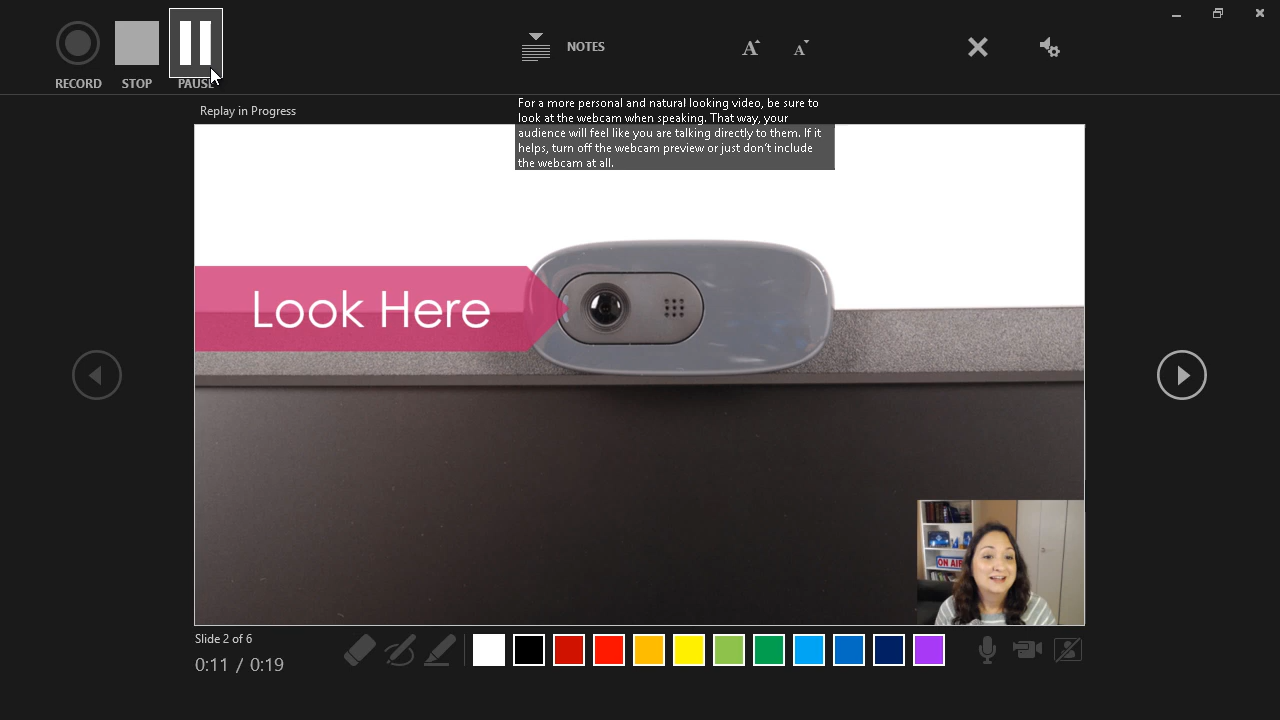 RECORD
STOP
PAUSE
NOTES
A
A
Replay in Progress
For a more personal and natural looking video, be sure to
look at the webcam when speaking. That way, your
audience will feel like you are talking directly to them. If it
helps, turn off the webcam preview or just don't include
the webcam at all.
Look Here
ON AIR
Slide 2 of 6
0:11 / 0:19